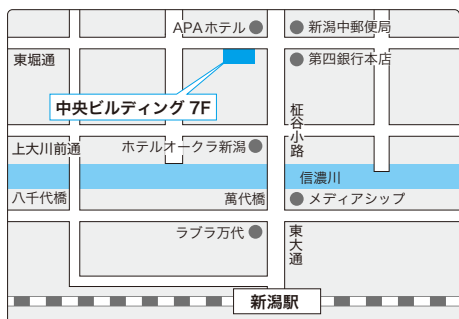 APAホテル
新潟中郵便局
東堀通
第四銀行本店
中央ビルディング 7F
柾谷小路
上大川前通
ホテルオークラ新潟
信濃川
八千代橋
萬代橋
メディアシップ
ラブラ万代
東大通
新潟駅